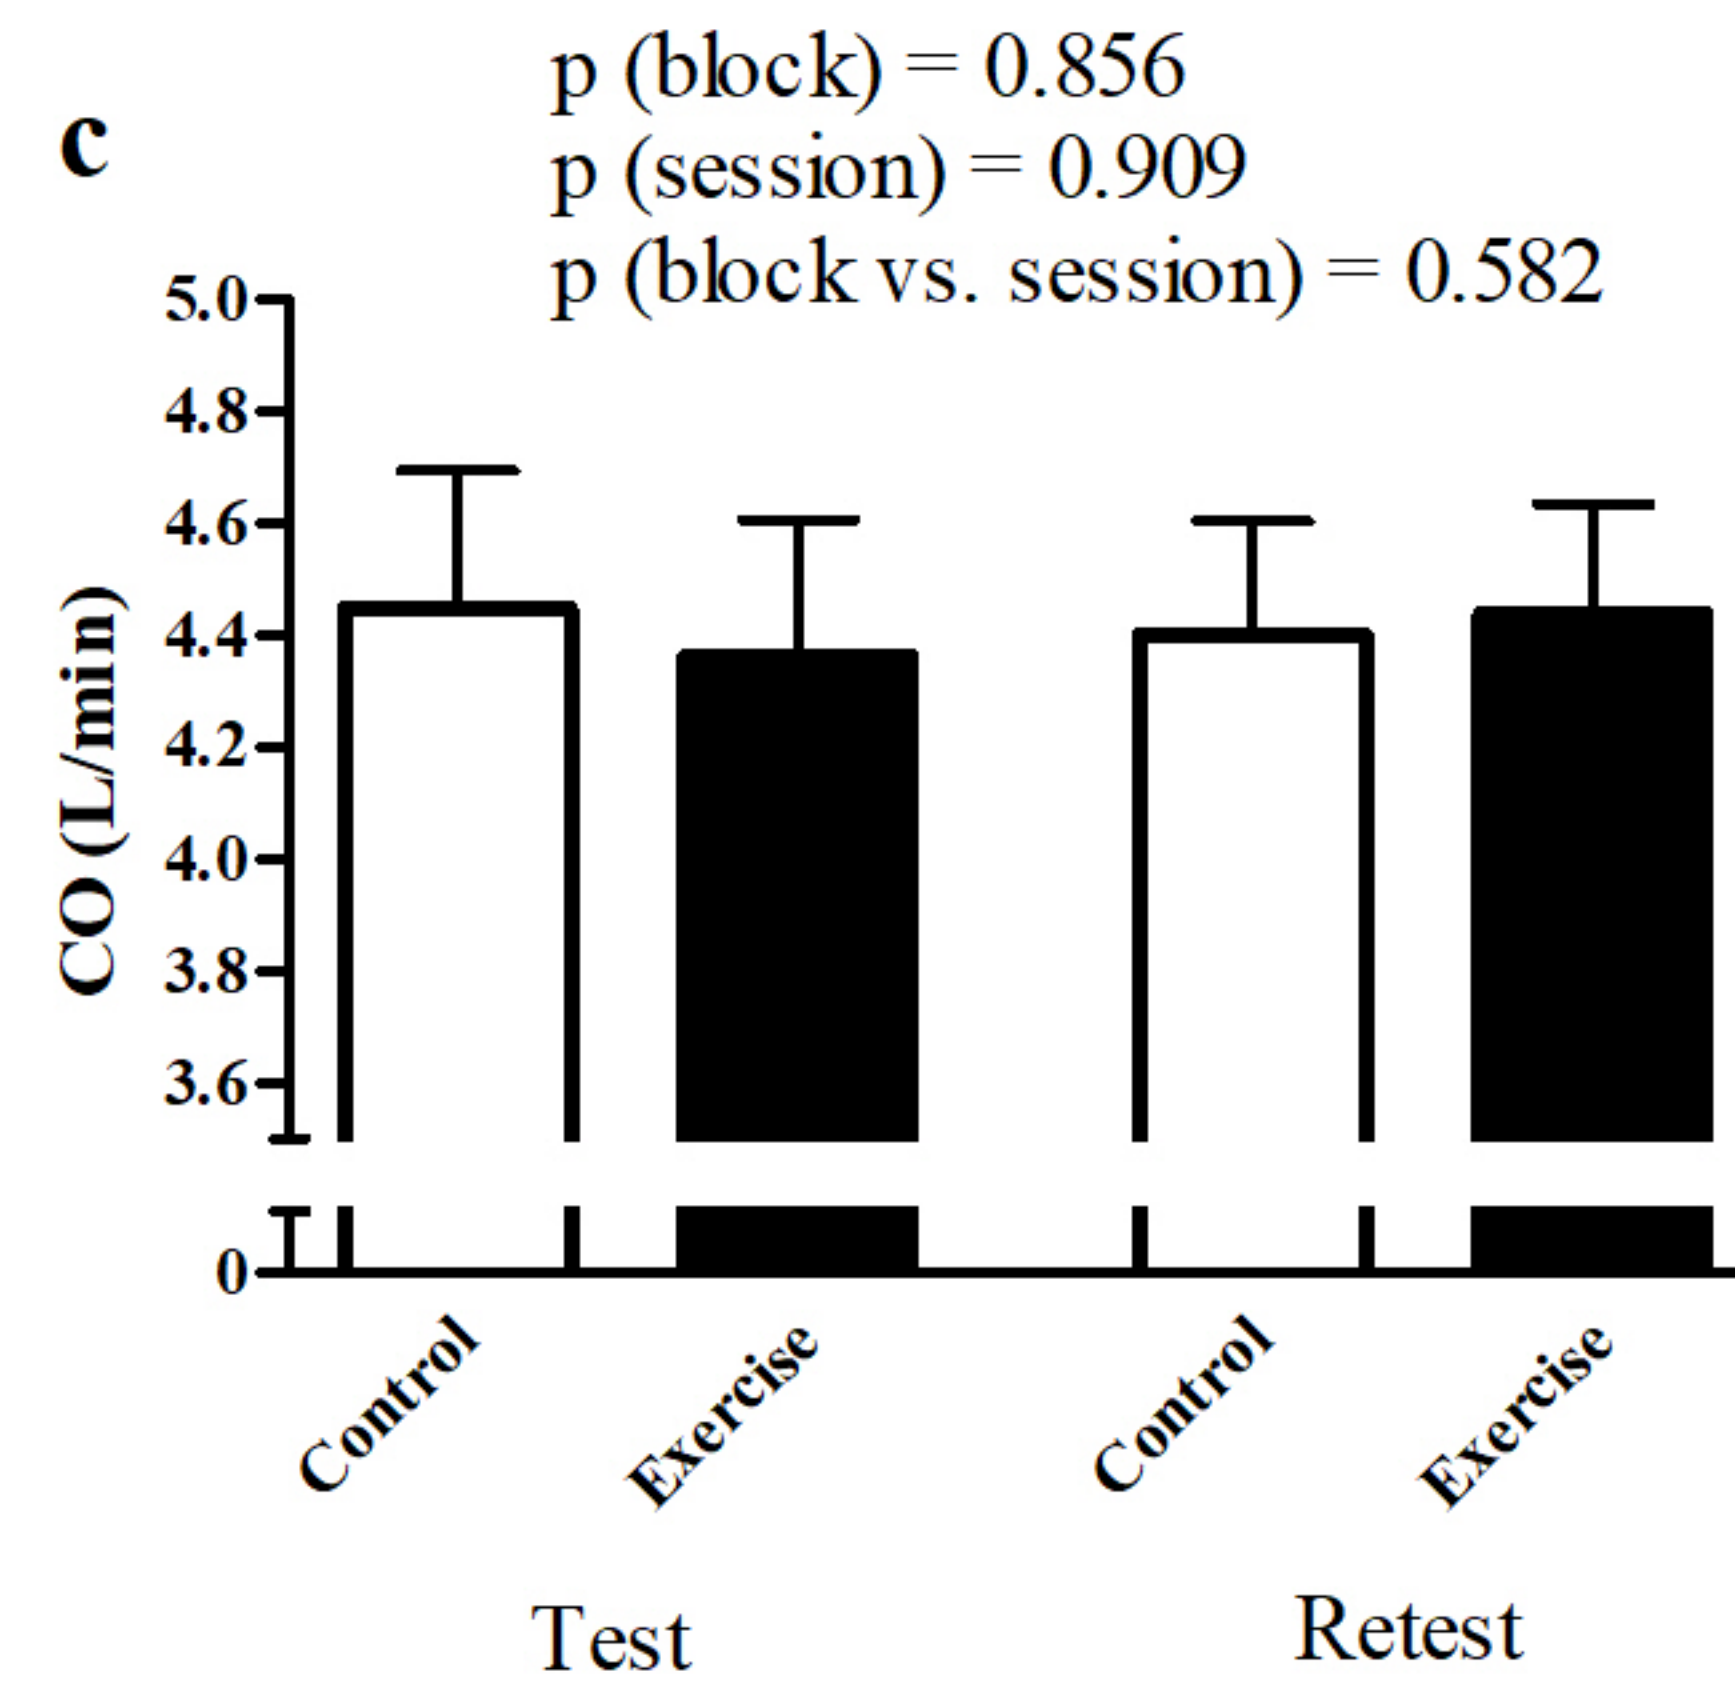 c
p (block) = 0.856
p (session) = 0.909
p (block vs. session) = 0.582
CO (L/min)
5.0
4.8
4.6
4.4
4.2
4.0
3.8
3.6
0
Control
Exercise
Control
Exercise
Test
Retest